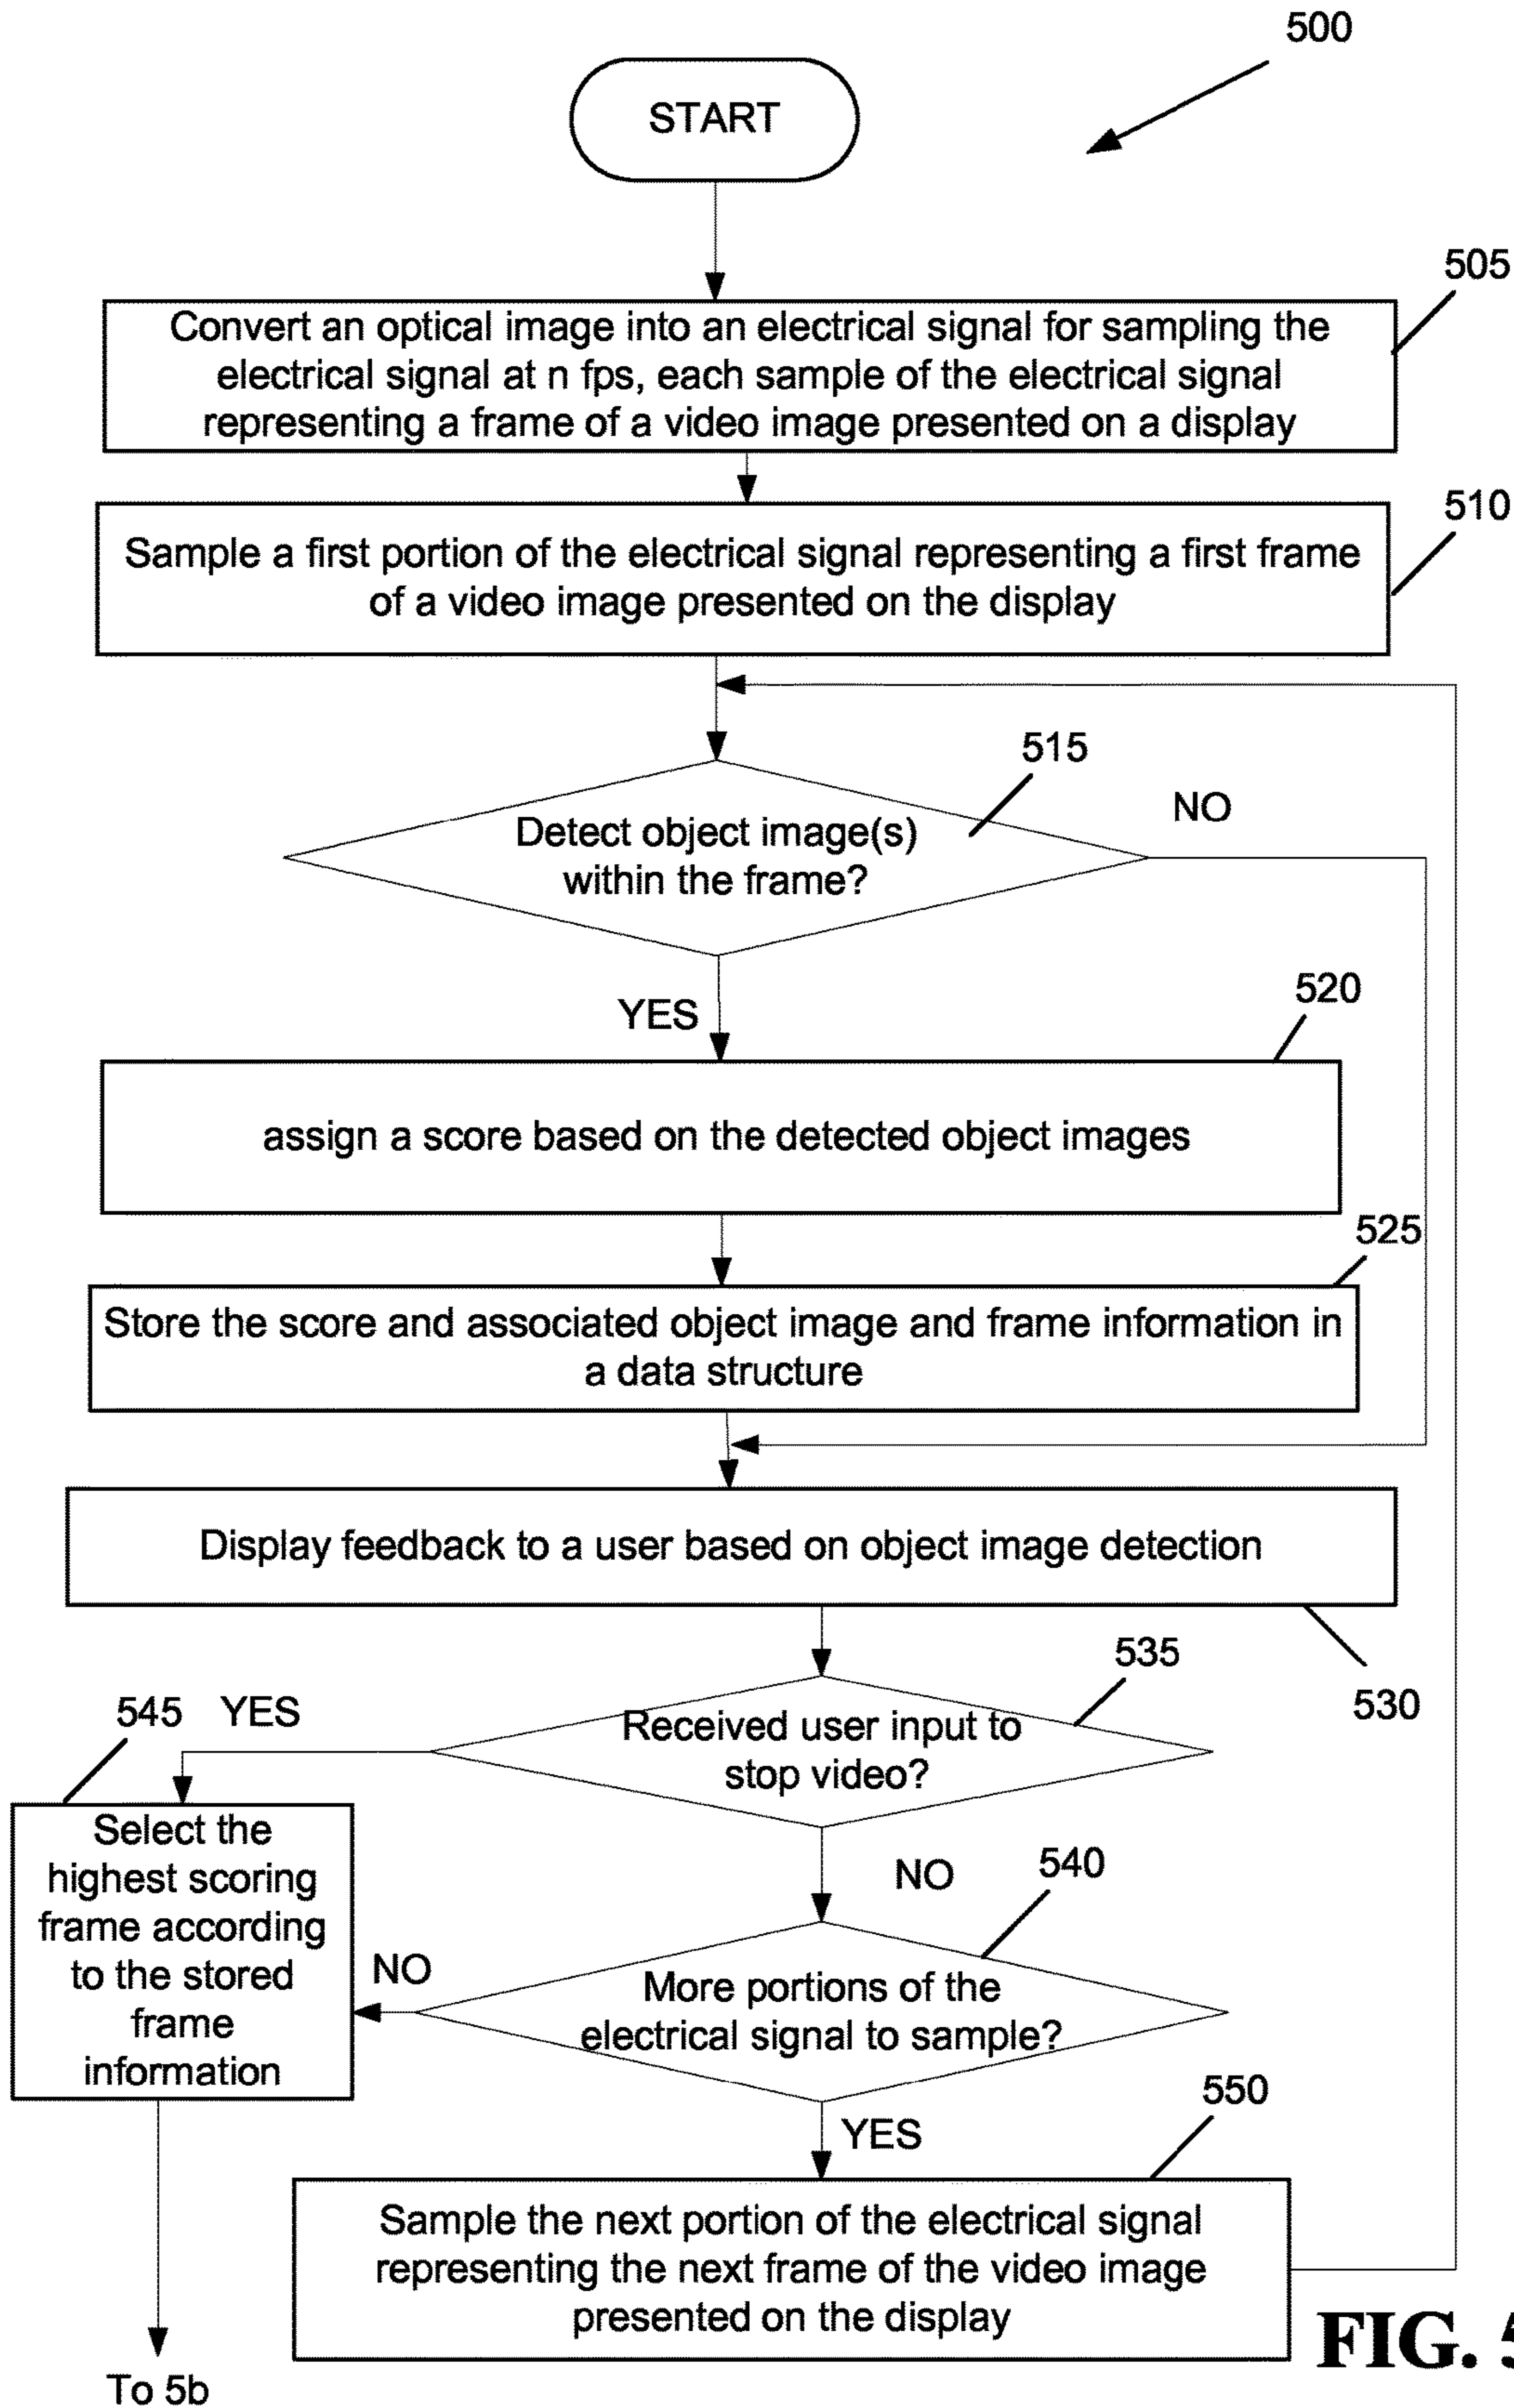 500
START
505
Convert an optical image into an electrical signal for sampling the
electrical signal at n fps, each sample of the electrical signal
representing a frame of a video image presented on a display
510
Sample a first portion of the electrical signal representing a first frame
of a video image presented on the display
515
NO
Detect object image(s)
within the frame?
YES
520
assign a score based on the detected object images
525
Store the score and associated object image and frame information in
a data structure
Display feedback to a user based on object image detection
530
535
545
YES
Received user input to
stop video?
Select the
highest scoring
frame according
to the stored
frame
information
NO
540
NO
More portions of the
electrical signal to sample?
YES
550
Sample the next portion of the electrical signal
representing the next frame of the video image
presented on the display
FIG. 5
To 5b